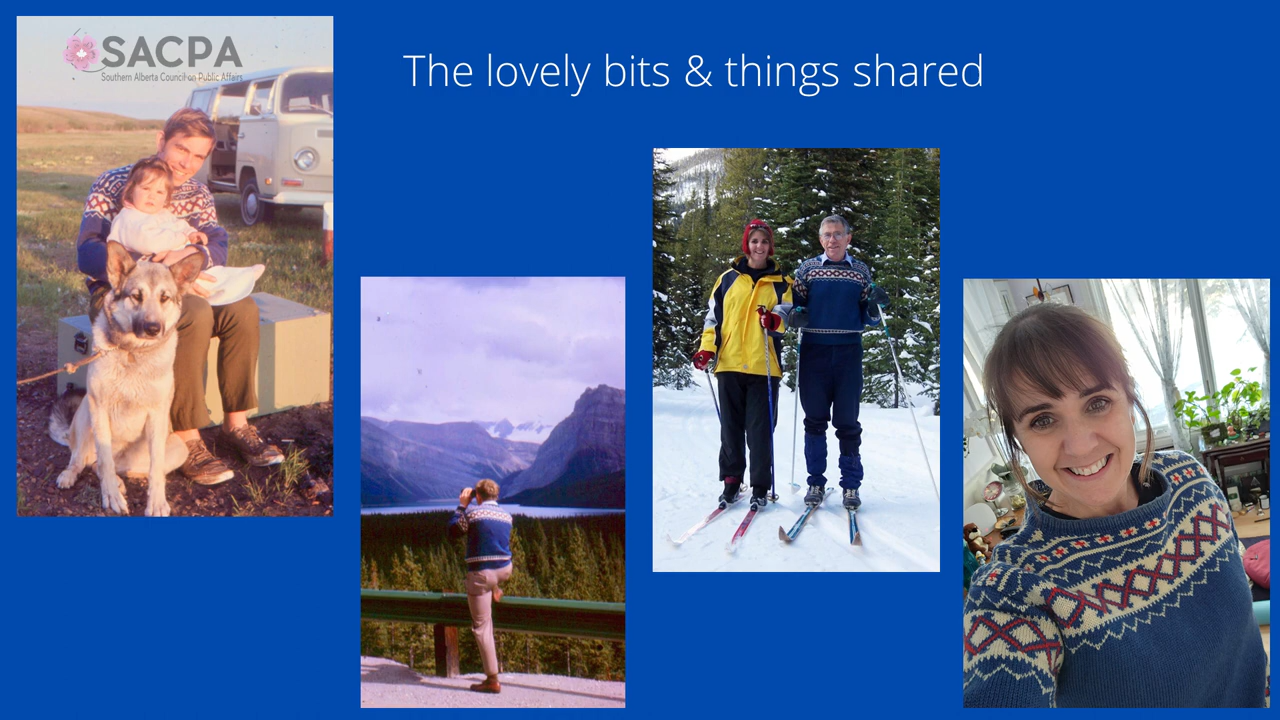 SACPA
Southern Alberta Council on Public Affairs
The lovely bits & things shared